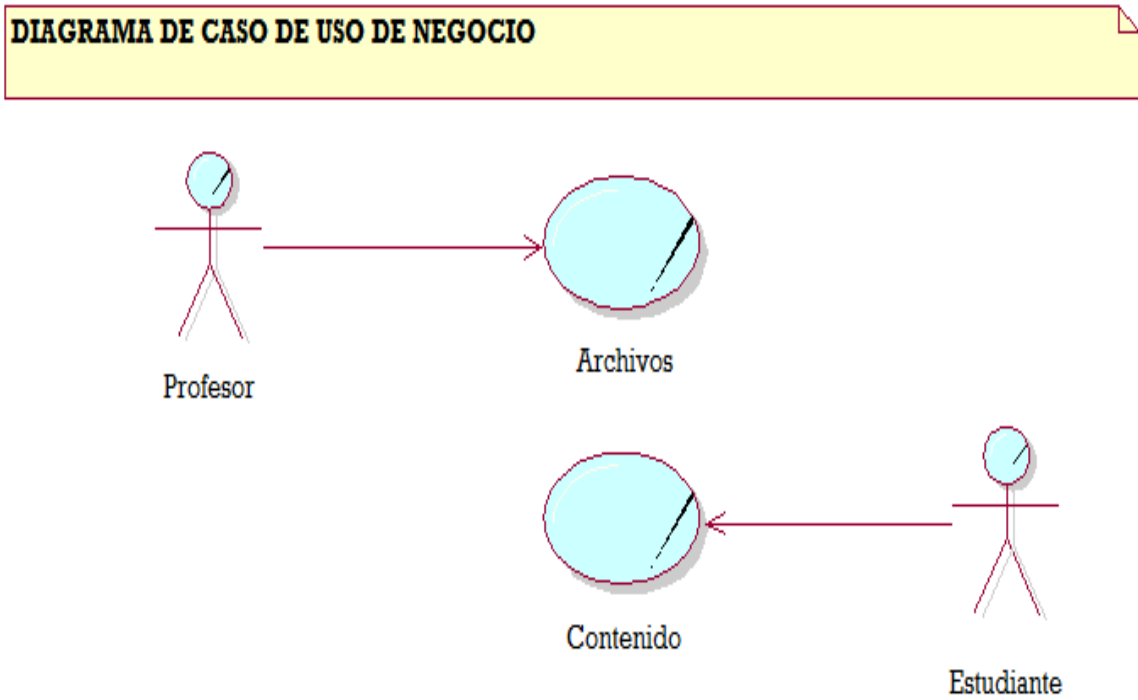 DIAGRAMA DE CASO DE USO DE NEGOCIO
Archivos
Profesor
Contenido
Estudiante